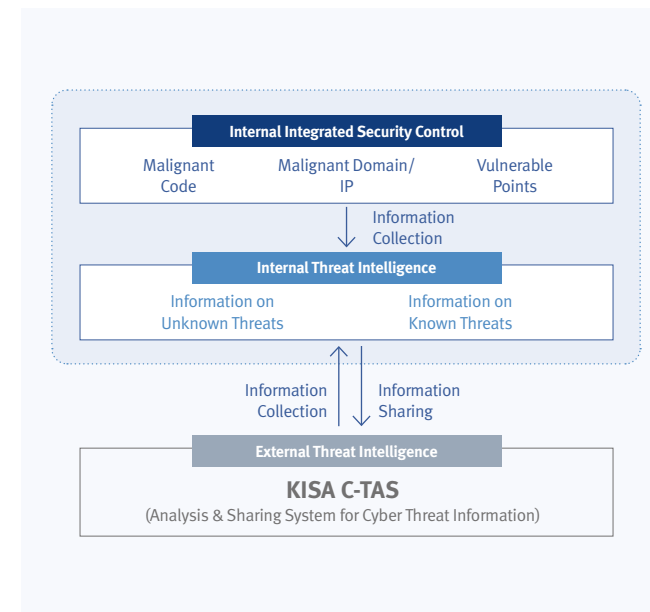 Internal Integrated Security Control
Malignant
Code
Malignant Domain/
IP
Vulnerable
Points
Information
Collection
Internal Threat Intelligence
Information on
Unknown Threats
Information on
Known Threats
Information
Collection
Information
Sharing
External Threat Intelligence
KISA C-TAS
(Analysis & Sharing System for Cyber Threat Information)